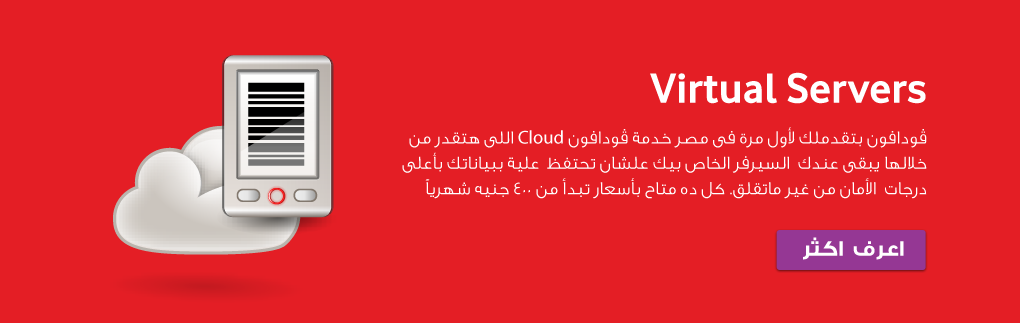 Virtual Servers
ڤودافون بتقدملك لأول مرة فى مصر خدمة ڤودافون Cloud اللى هتقدر من
خلالها يبقى عندك السيرفر الخاص بيك علشان تحتفظ علية ببياناتك بأعلى
درجات الأمان من غير ماتقلق. كل ده متاح بأسعار تبدأ من ٤٠٠ جنيه شهرياً
اعرف اكثر